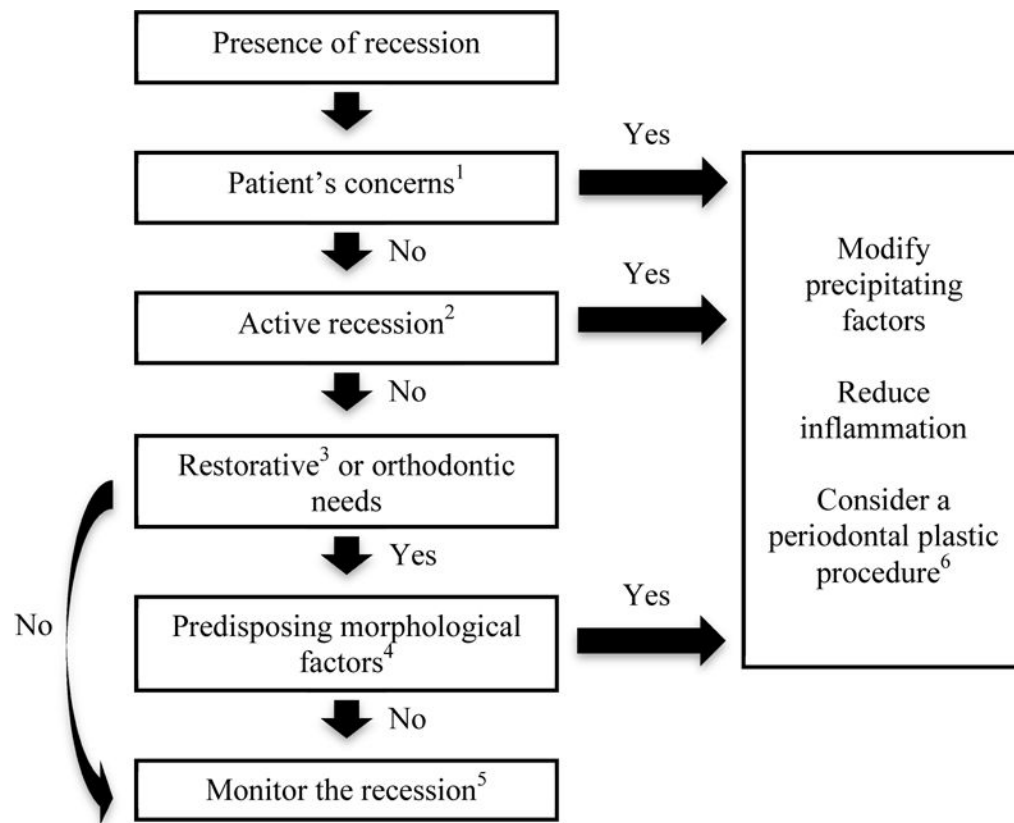 Presence of recession
Patient's concerns¹
Yes
No
Active recession²
Yes
No
Restorative³ or orthodontic
needs
Yes
No
Predisposing morphological
factors⁴
Yes
No
Monitor the recession⁵
Modify
precipitating
factors
Reduce
inflammation
Consider a
periodontal plastic
procedure⁶